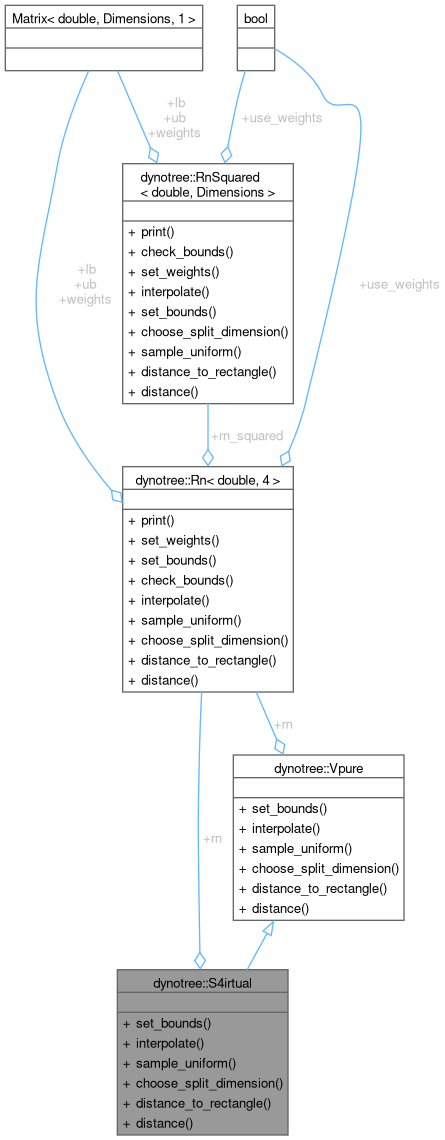 Matrix< double, Dimensions, 1 >
bool
+lb
+ub
+weights
+use_weights
dynotree::RnSquared
< double, Dimensions >
+ print()
+ check_bounds()
+ set_weights()
+ interpolate()
+ set_bounds()
+ choose_split_dimension()
+ sample_uniform()
+ distance_to_rectangle()
+ distance()
+lb
+ub
+weights
+use_weights
+rn_squared
dynotree::Rn< double, 4 >
+ print()
+ set_weights()
+ set_bounds()
+ check_bounds()
+ interpolate()
+ sample_uniform()
+ choose_split_dimension()
+ distance_to_rectangle()
+ distance()
+rn
dynotree::Vpure
+ set_bounds()
+ interpolate()
+ sample_uniform()
+ choose_split_dimension()
+ distance_to_rectangle()
+ distance()
+rn
dynotree::S4irtual
+ set_bounds()
+ interpolate()
+ sample_uniform()
+ choose_split_dimension()
+ distance_to_rectangle()
+ distance()